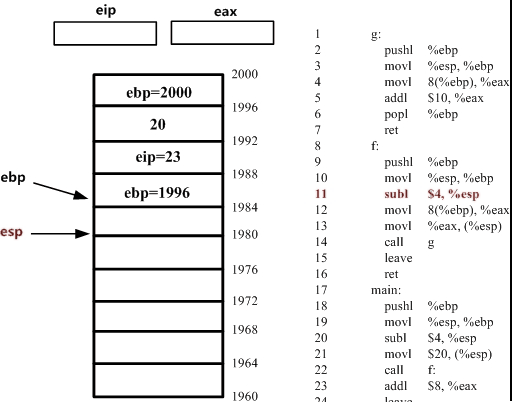 eip eax
2000
ebp=2000
1996
20
1992
eip=23
1988
ebp
ebp=1996
1984
esp
1980
1976
1972
1968
1964
1960
1 g:
2 pushl %ebp
3 movl %esp, %ebp
4 movl 8(%ebp), %eax
5 addl $10, %eax
6 popl %ebp
7 ret
8 f:
9 pushl %ebp
10 movl %esp, %ebp
11 subl $4, %esp
12 movl 8(%ebp), %eax
13 movl %eax, (%esp)
14 call g
15 leave
16 ret
17 main:
18 pushl %ebp
19 movl %esp, %ebp
20 subl $4, %esp
21 movl $20, (%esp)
22 call f:
23 addl $8, %eax
24 leave